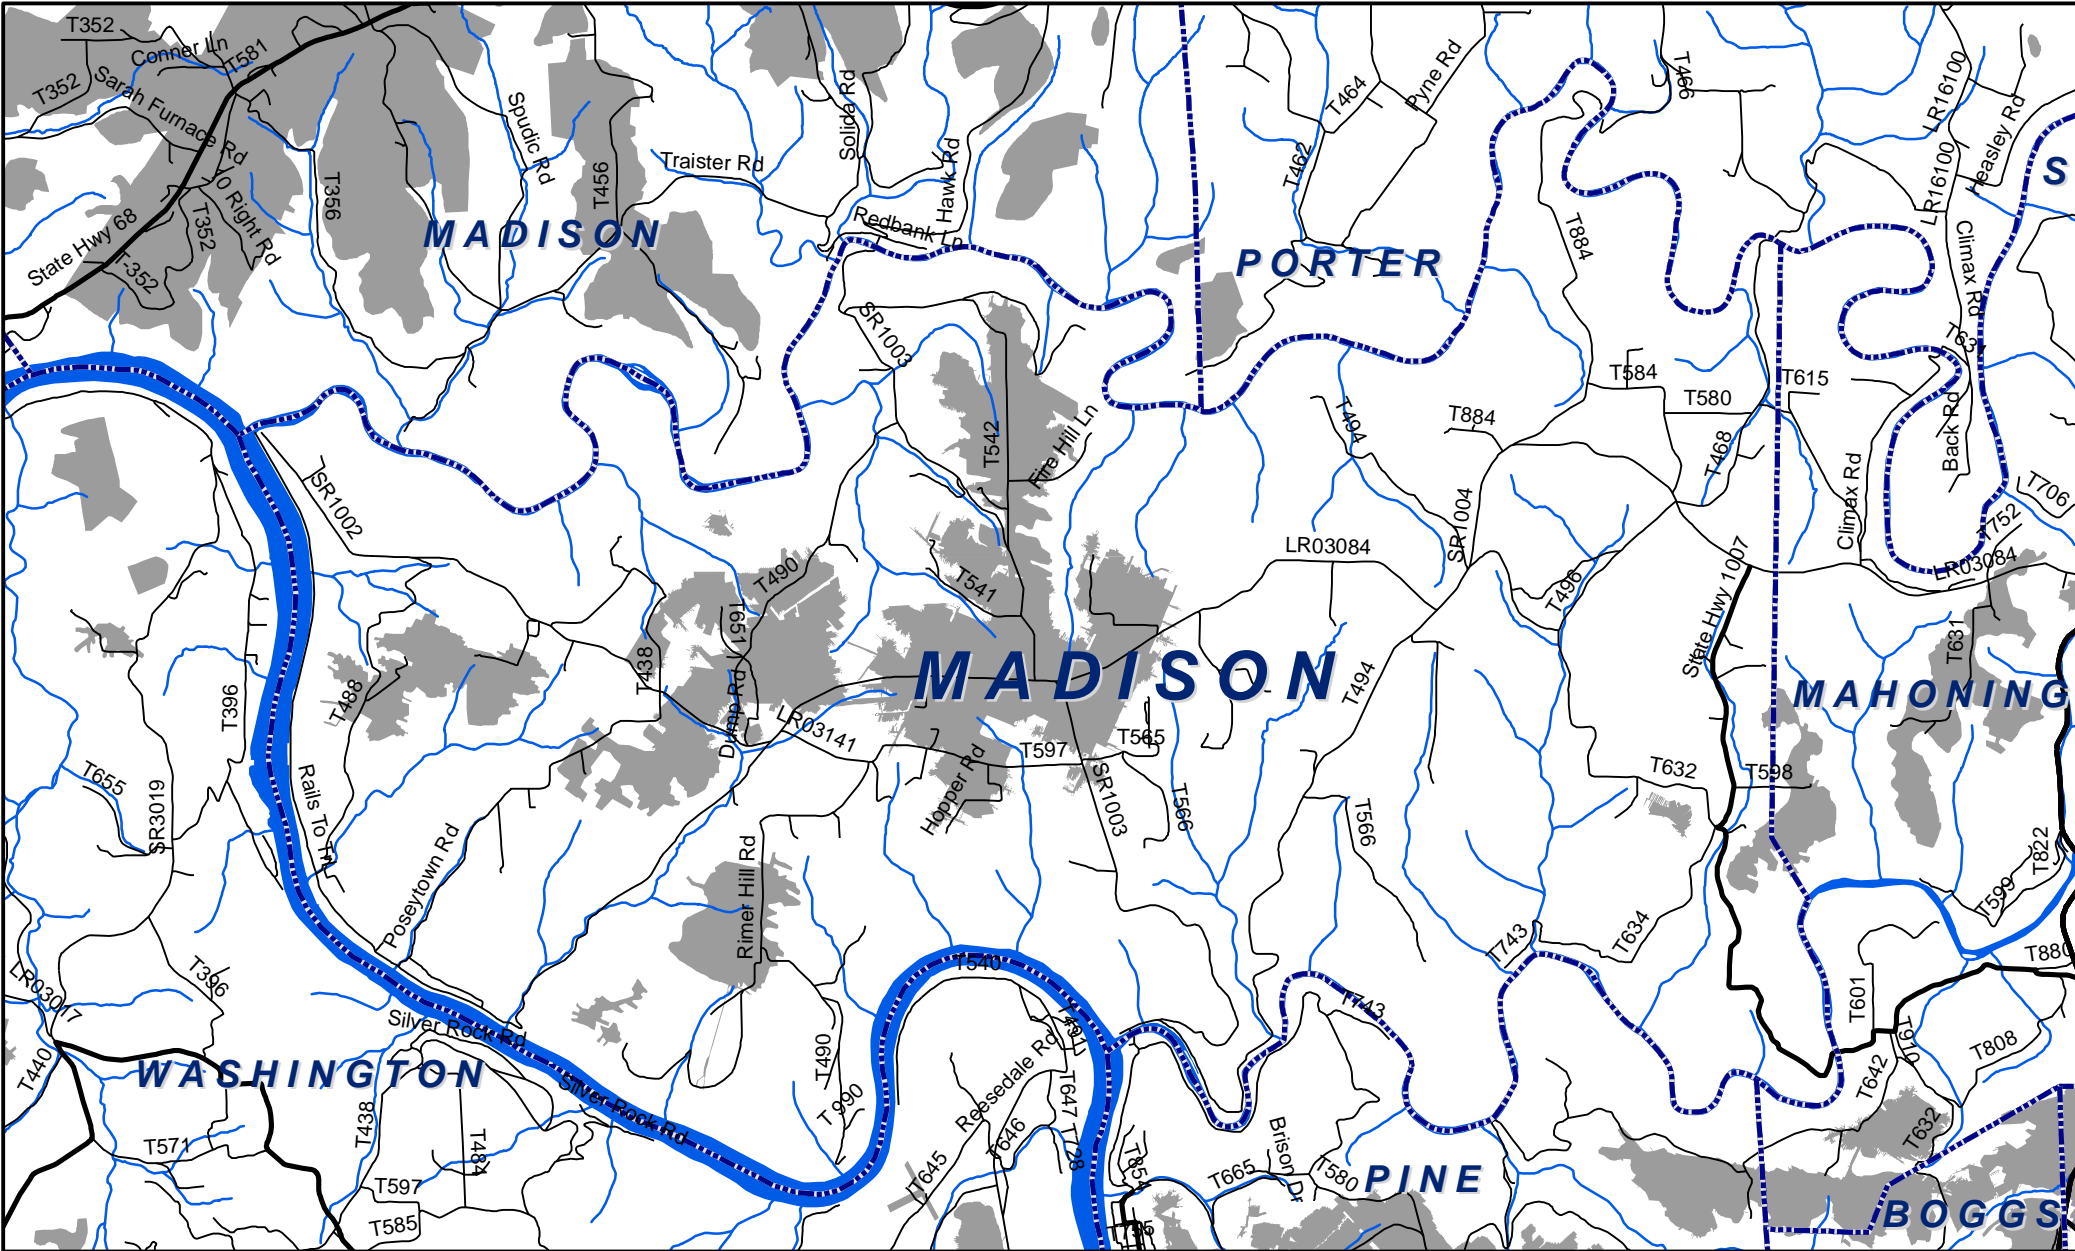 T352
Conner Ln
T581
T352
Sarah Furnace Rd
Spudic Rd
T456
Solida Rd
Traister Rd
Hawk Rd
Redbank Ln
T464
Pyne Rd
T462
T466
LR16100
Heasley Rd
LR16100
S
T356
10 Right Rd
T352
State Hwy 68
T-352
MADISON
PORTER
T884
Climax Rd
T631
SR1003
T584
T580
T615
T494
T884
T468
Back Rd
Climax Rd
T542
Fire Hill Ln
SR1002
SR1004
LR03084
T706
T752
LR03084
State Hwy 1007
T496
T490
T541
T651
T438
Dump Rd
MADISON
T494
T631
MAHONING
T488
T396
LR03141
T597
T565
Hopper Rd
SR1003
T566
T566
T632
T598
T655
SR3019
Rails To Trl
Poseytown Rd
Rimer Hill Rd
T822
T599
T634
T743
T880
T396
LR03017
T540
T743
T601
Silver Rock Rd
T491
T490
Reesedale Rd
T910
T808
T440
WASHINGTON
Silver Rock Rd
T 990
T647
T642
T632
T438
T484
T571
T646
T728
T645
T854
T665
Brison Dr
T580
PINE
T597
T585
T755
BOGGS